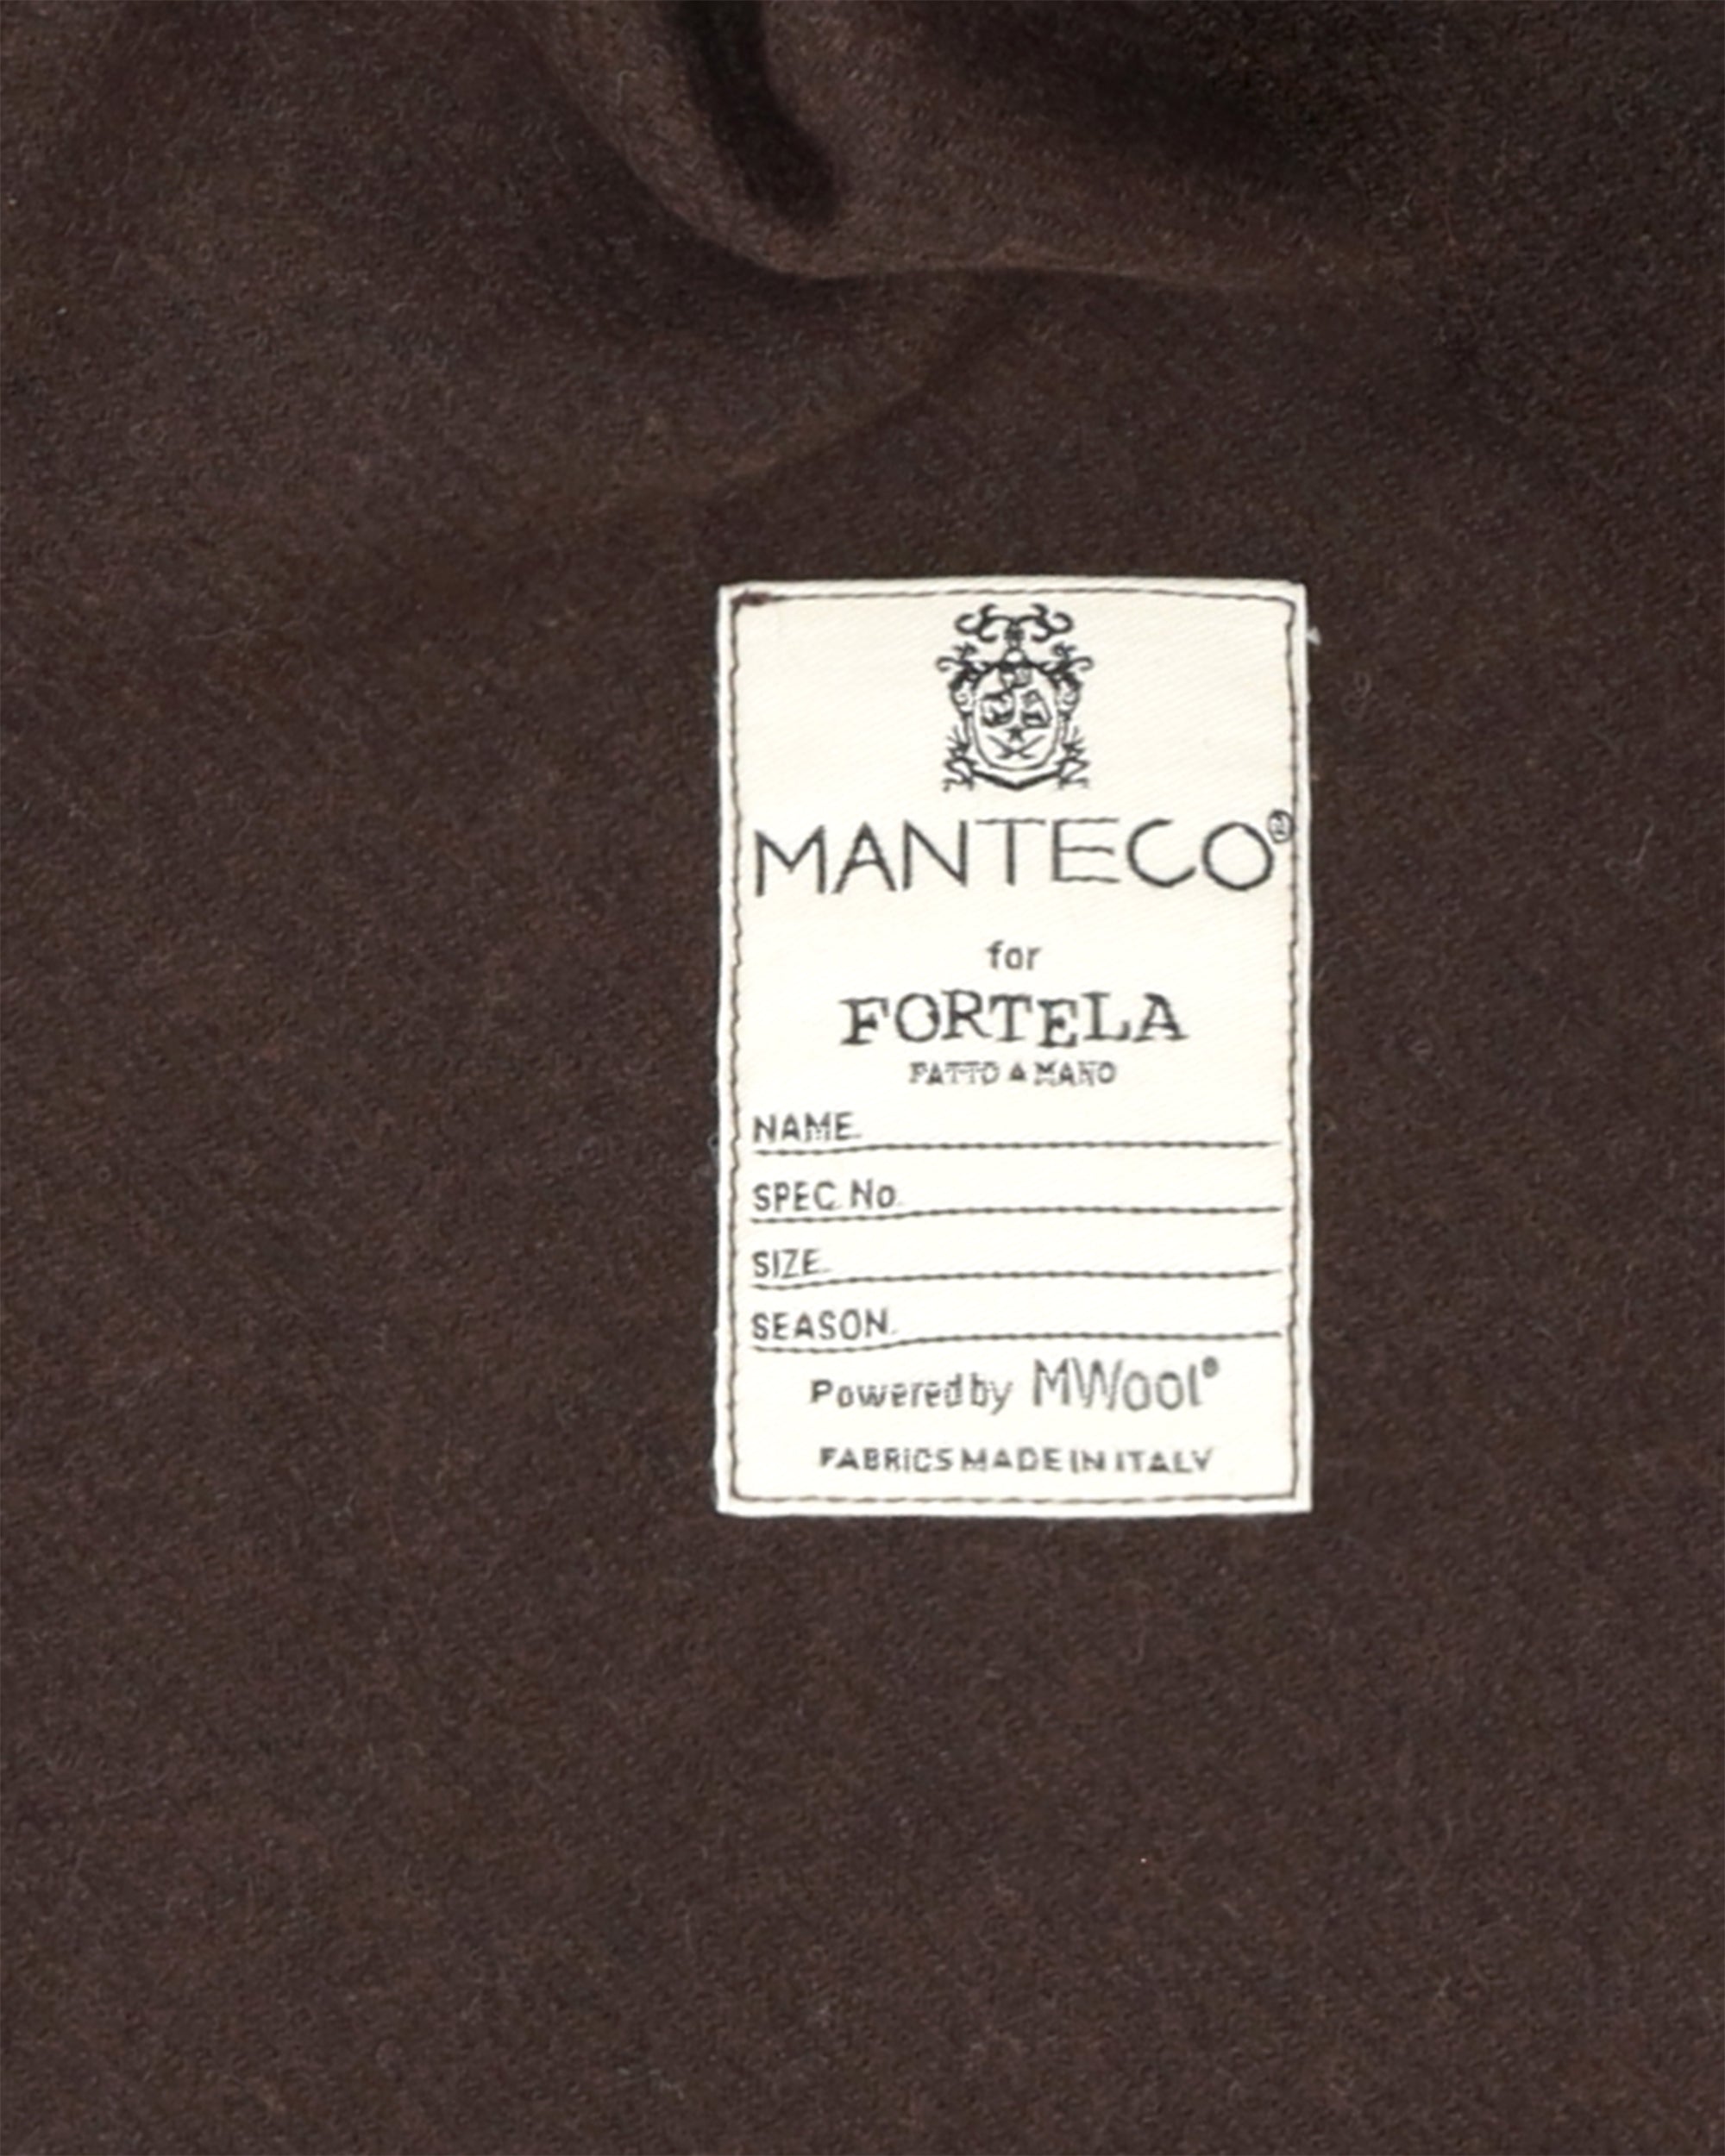 MANTECO®
for
FORTELA
FATTO A MANO
NAME.
SPEC. No.
SIZE.
SEASON.
Powered by MWool®
FABRICS MADE IN ITALY